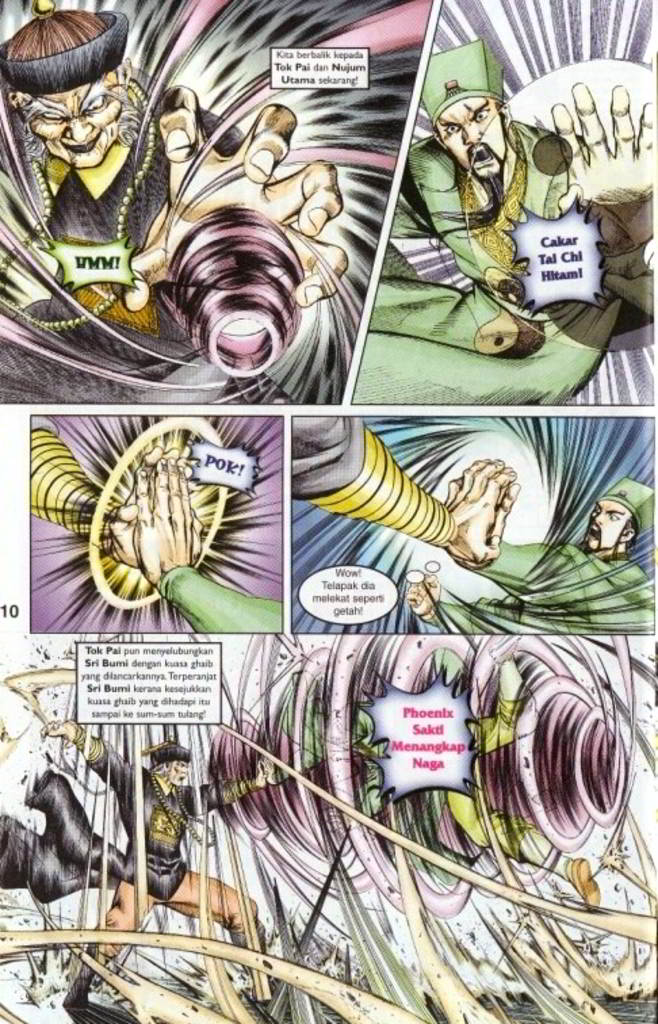 Kita berbalik kepada
Tok Pai dan Nujum
Utama sekarang!
HMM!
Cakar
Tai Chi
Hitam!
POK!
Wow!
Telapak dia
melekat seperti
getah!
10
Tok Pai pun menyelubungkan
Sri Bumi dengan kuasa ghaib
yang dilancarkannya. Terperanjat
Sri Bumi kerana kesejukkan
kuasa ghaib yang dihadapi itu
sampai ke sum-sum tulang!
Phoenix
Sakti
Menangkap
Naga